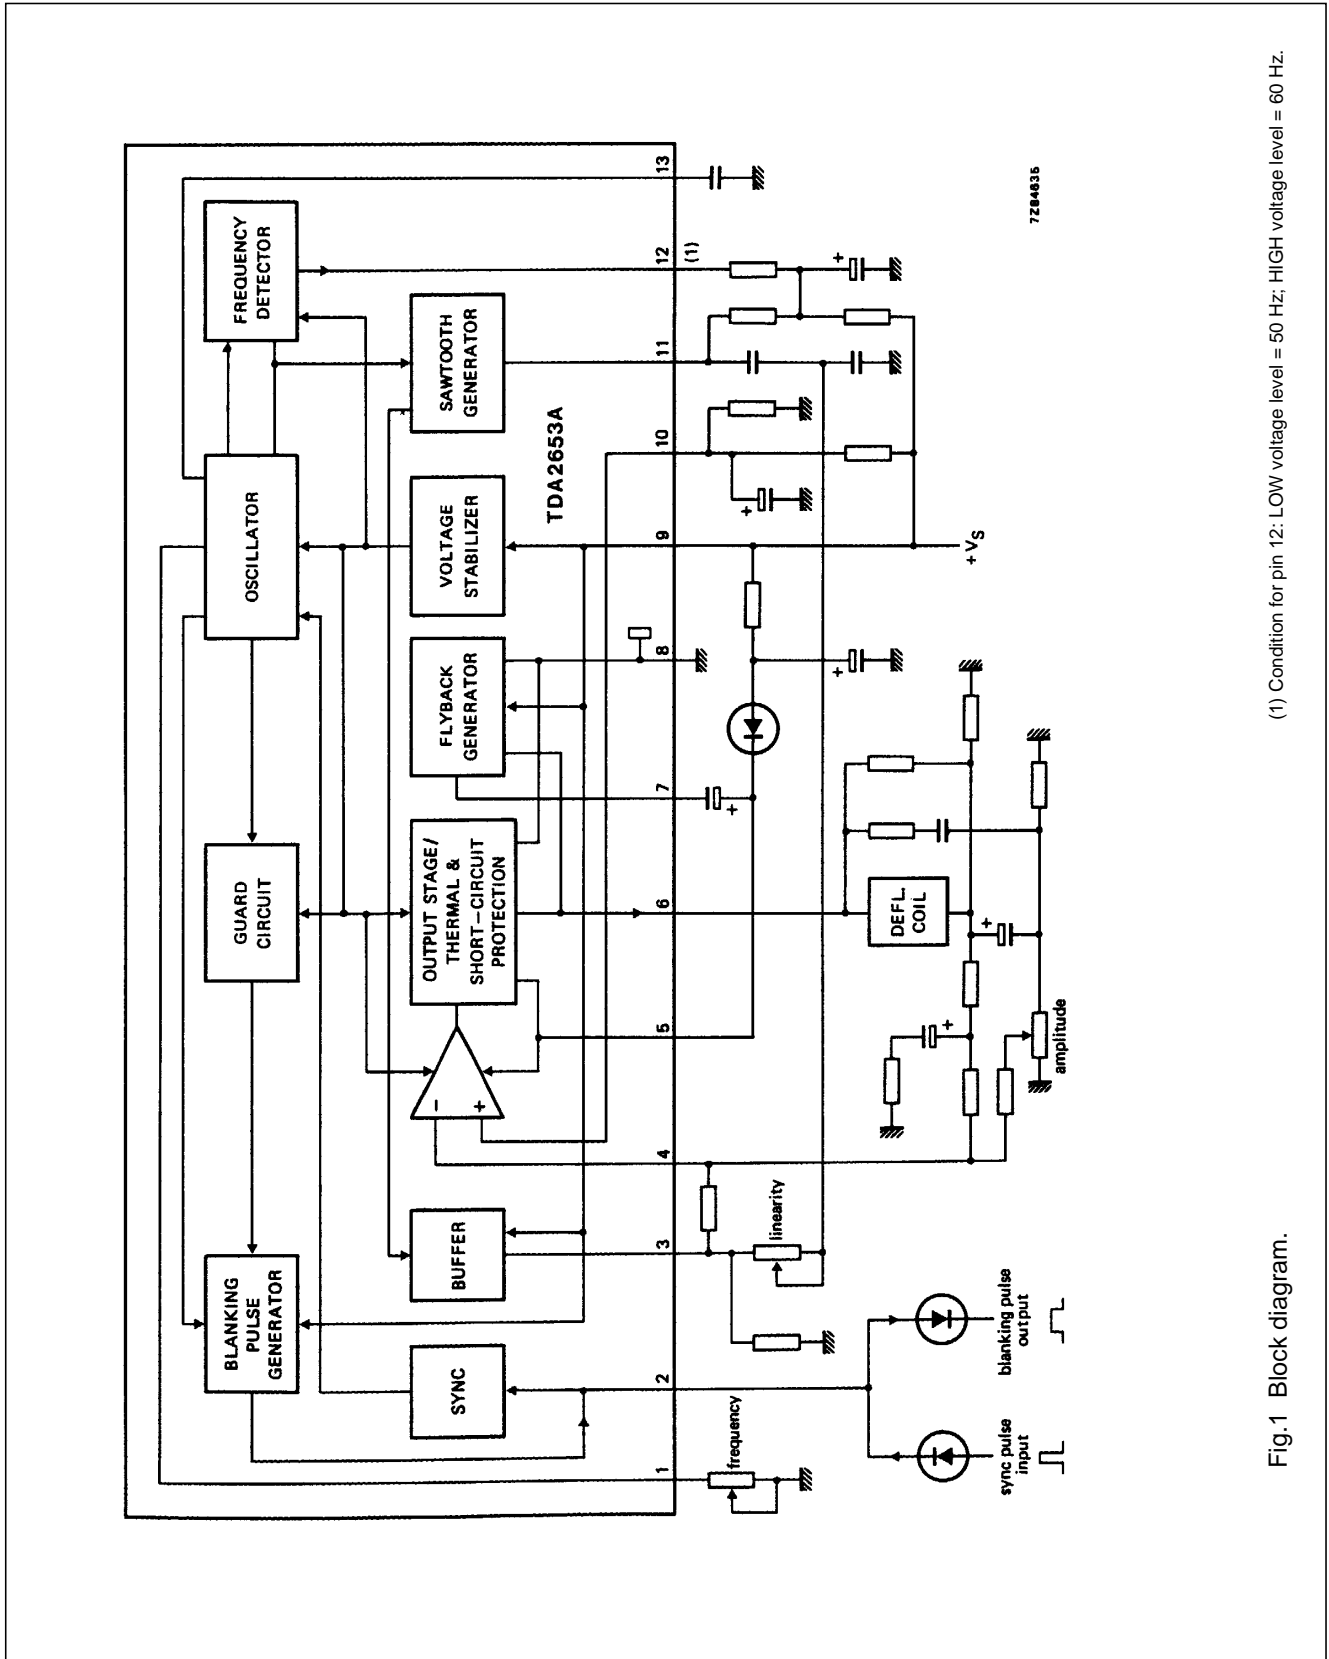 BLANKING
PULSE
GENERATOR
GUARD
CIRCUIT
OSCILLATOR
FREQUENCY
DETECTOR
SYNC
BUFFER
-
+
OUTPUT STAGE/
THERMAL &
SHORT-CIRCUIT
PROTECTION
FLYBACK
GENERATOR
VOLTAGE
STABILIZER
SAWTOOTH
GENERATOR
TDA2653A
1
2
3
4
5
6
7
8
9
10
11
12
13
(1)
frequency
linearity
+
+
+
+
+
+
DEFL.
COIL
amplitude
+VS
sync pulse
input
blanking pulse
output
7Z84635
Fig.1 Block diagram.
(1) Condition for pin 12: LOW voltage level = 50 Hz; HIGH voltage level = 60 Hz.